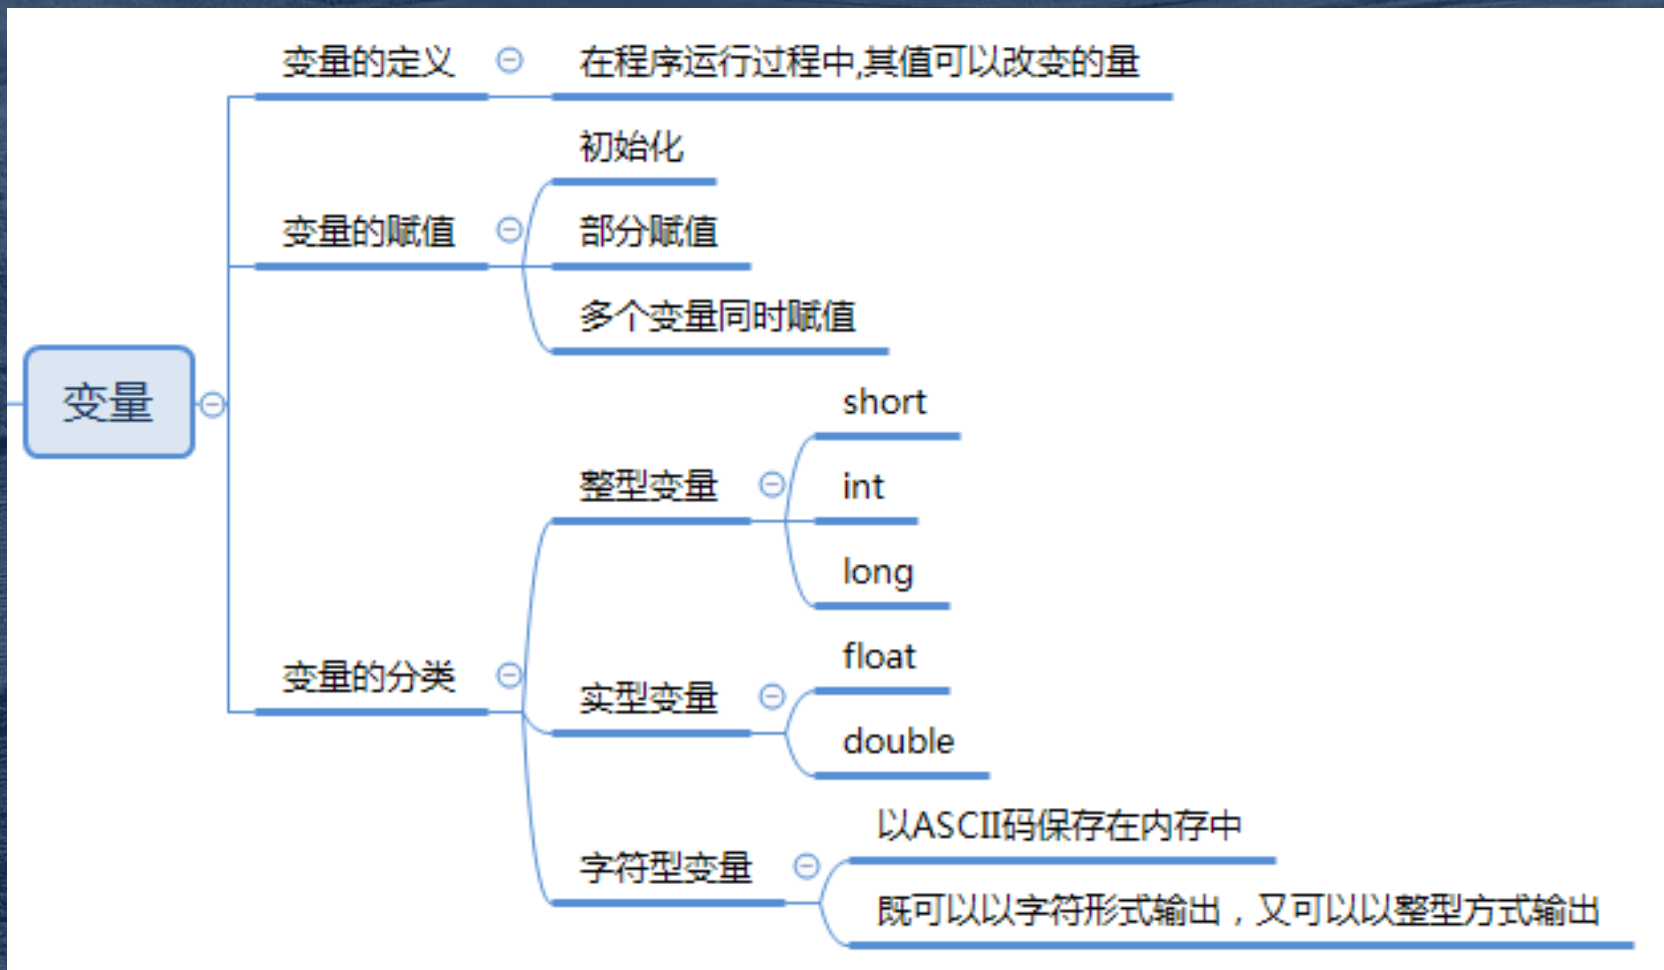 变量
变量的定义
在程序运行过程中,其值可以改变的量
变量的赋值
初始化
部分赋值
多个变量同时赋值
变量的分类
整型变量
short
int
long
实型变量
float
double
字符型变量
以ASCII码保存在内存中
既可以以字符形式输出，又可以以整型方式输出